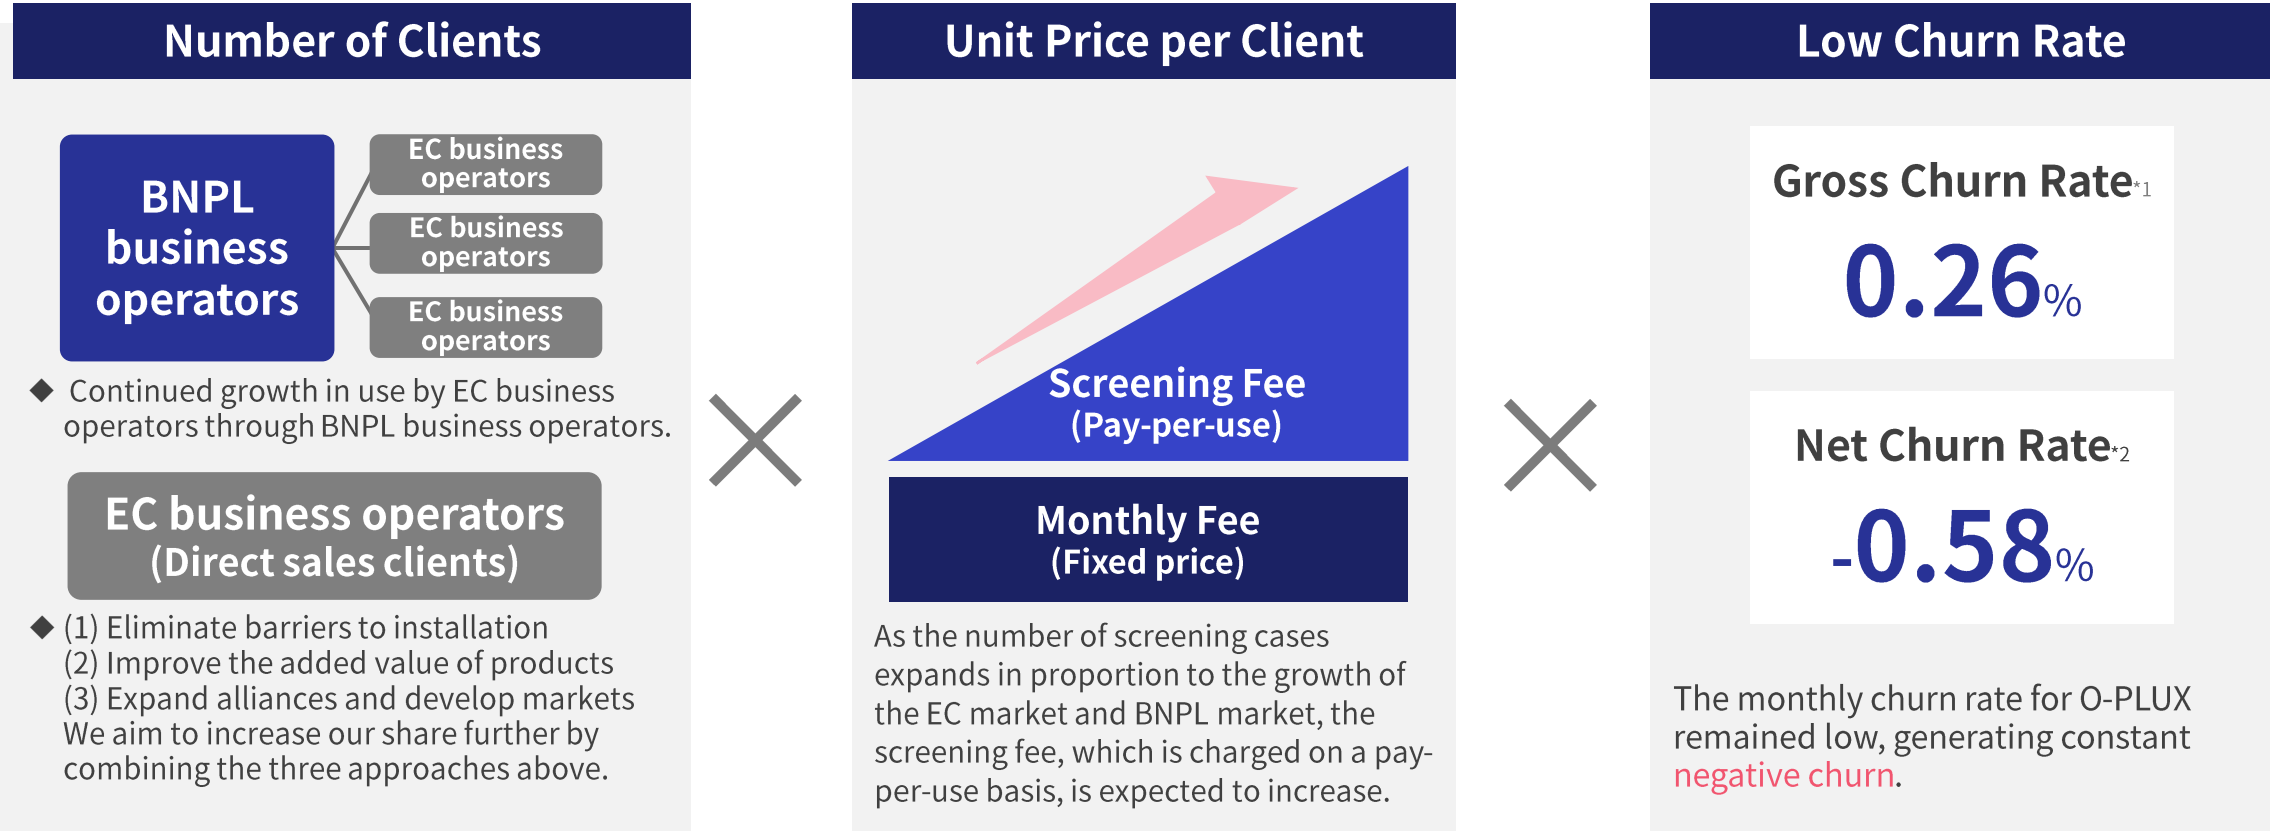 Number of Clients
BNPL
business
operators
EC business
operators
EC business
operators
EC business
operators
◆ Continued growth in use by EC business
operators through BNPL business operators.
EC business operators
(Direct sales clients)
◆ (1) Eliminate barriers to installation
(2) Improve the added value of products
(3) Expand alliances and develop markets
We aim to increase our share further by
combining the three approaches above.
×
Unit Price per Client
Screening Fee
(Pay-per-use)
Monthly Fee
(Fixed price)
As the number of screening cases
expands in proportion to the growth of
the EC market and BNPL market, the
screening fee, which is charged on a pay-
per-use basis, is expected to increase.
×
Low Churn Rate
Gross Churn Rate*1
0.26%
Net Churn Rate*2
-0.58%
The monthly churn rate for O-PLUX
remained low, generating constant
negative churn.